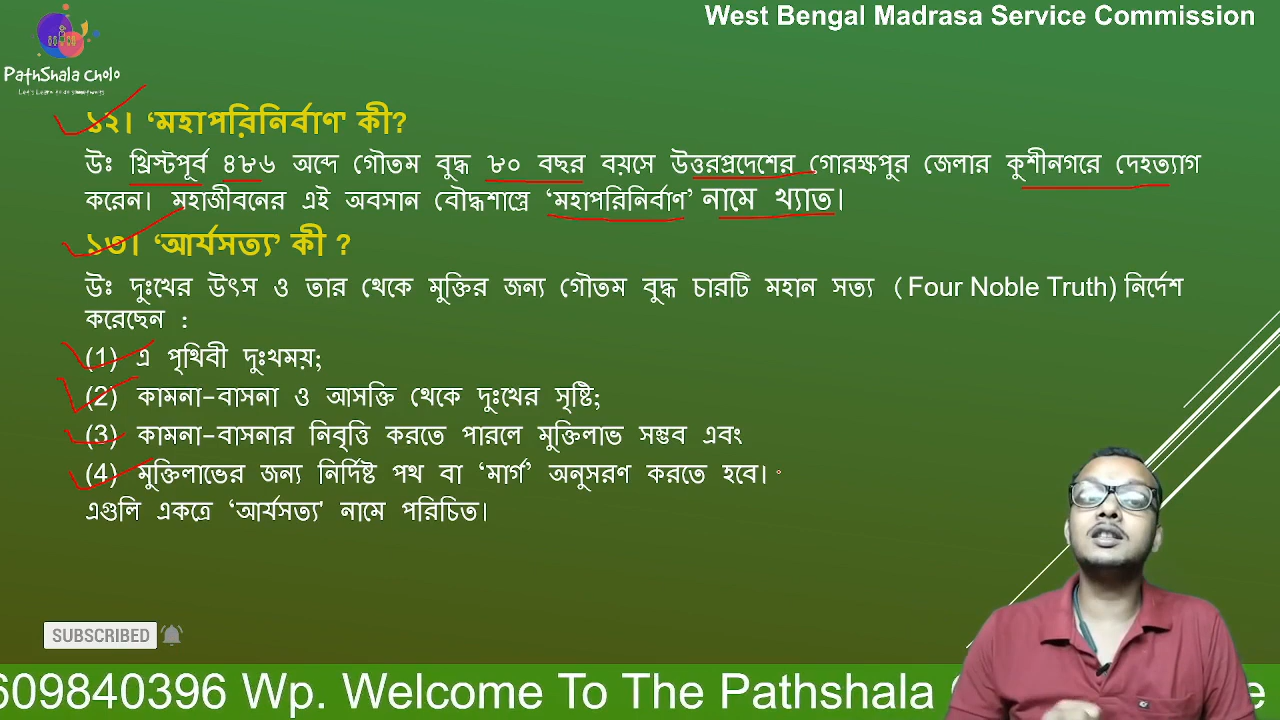 West Bengal Madrasa Service Commission
PathShala Cholo
১২। ‘মহাপরিনির্বাণ' কী?
উঃ খ্রিস্টপূর্ব ৪৮৬ অব্দে গৌতম বুদ্ধ ৮০ বছর বয়সে উত্তরপ্রদেশের গোরক্ষপুর জেলার কুশীনগরে দেহত্যাগ
করেন। মহাজীবনের এই অবসান বৌদ্ধশাস্ত্রে ‘মহাপরিনির্বাণ’ নামে খ্যাত।
১৩। ‘আর্যসত্য’ কী ?
উঃ দুঃখের উৎস ও তার থেকে মুক্তির জন্য গৌতম বুদ্ধ চারটি মহান সত্য (Four Noble Truth) নির্দেশ
করেছেন :
(1) এ পৃথিবী দুঃখময়;
(2) কামনা-বাসনা ও আসক্তি থেকে দুঃখের সৃষ্টি;
(3) কামনা-বাসনার নিবৃত্তি করতে পারলে মুক্তিলাভ সম্ভব এবং
(4) মুক্তিলাভের জন্য নির্দিষ্ট পথ বা ‘মার্গ’ অনুসরণ করতে হবে।
এগুলি একত্রে ‘আর্যসত্য' নামে পরিচিত।
SUBSCRIBED
609840396 Wp. Welcome To The Pathshala